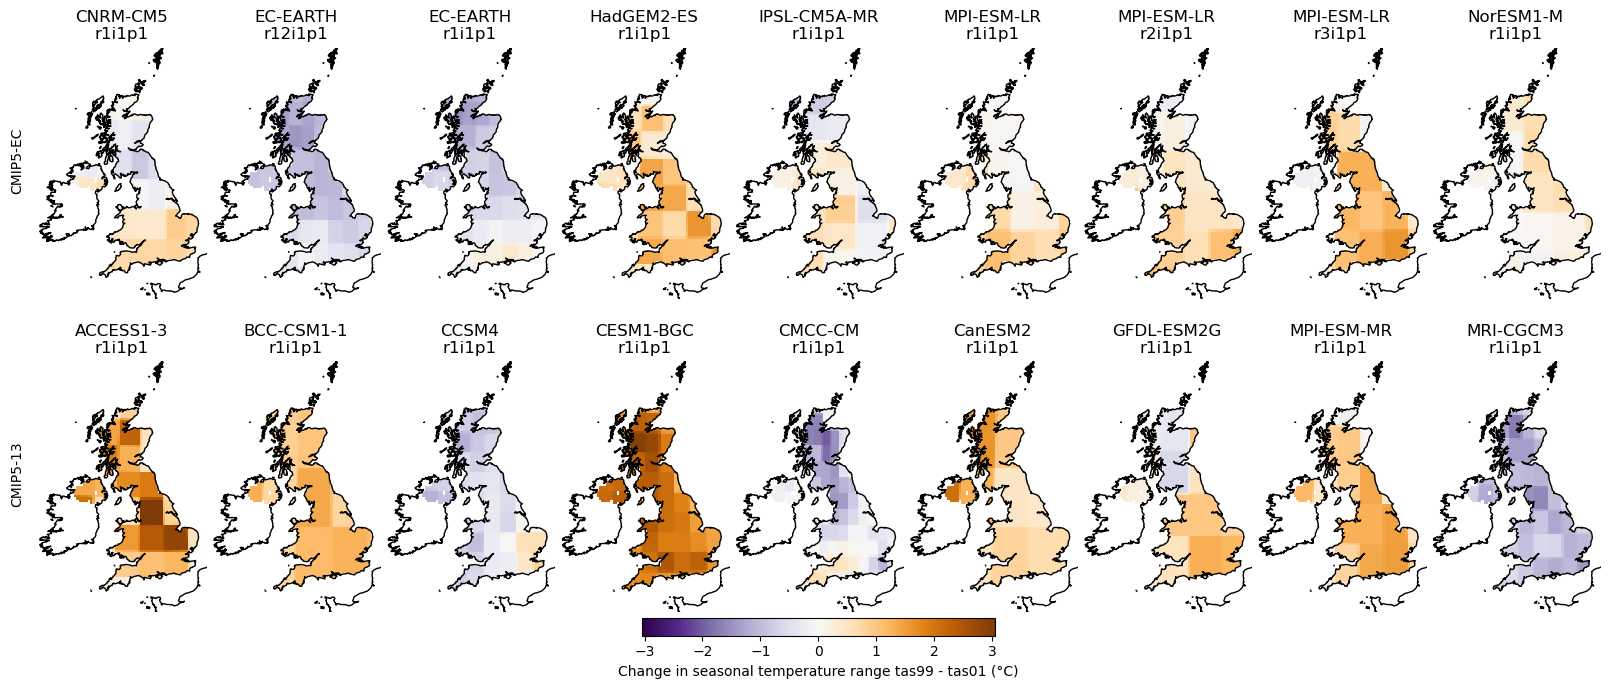 CNRM-CM5 EC-EARTH EC-EARTH HadGEM2-ES IPSL-CM5A-MR MPI-ESM-LR MPI-ESM-LR MPI-ESM-LR NorESM1-M
r1i1p1 r12i1p1 r1i1p1 r1i1p1 r1i1p1 r1i1p1 r2i1p1 r3i1p1 r1i1p1
CMIP5-EC
ACCESS1-3 BCC-CSM1-1 CCSM4 CESM1-BGC CMCC-CM CanESM2 GFDL-ESM2G MPI-ESM-MR MRI-CGCM3
r1i1p1 r1i1p1 r1i1p1 r1i1p1 r1i1p1 r1i1p1 r1i1p1 r1i1p1 r1i1p1
CMIP5-13
−3 −2 −1 0 1 2 3
Change in seasonal temperature range tas99 - tas01 (°C)